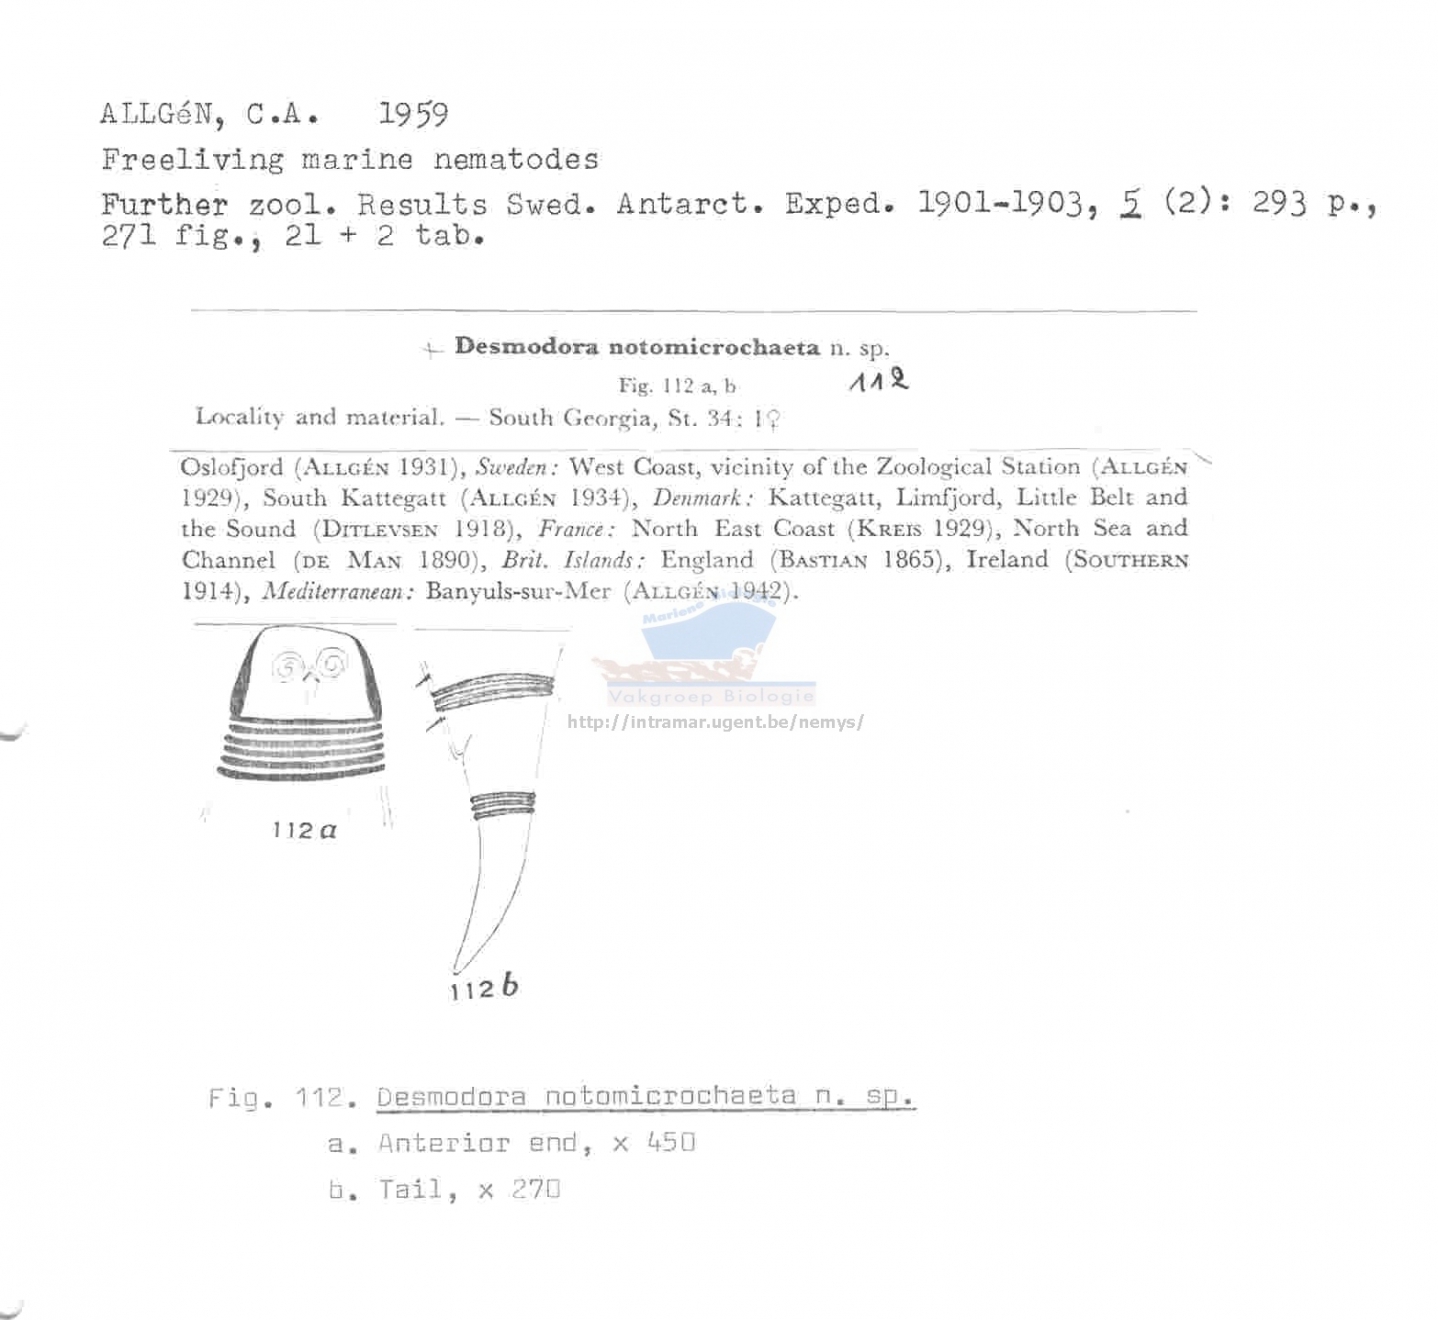 ALLGéN, C.A. 1959
Freeliving marine nematodes
Further zool. Results Swed. Antarct. Exped. 1901-1903, 5 (2): 293 p.,
271 fig., 21 + 2 tab.
+ Desmodora notomicrochaeta n. sp.
Fig. 112 a, b 112
Locality and material. — South Georgia, St. 34: 1♀
Oslofjord (ALLGÉN 1931), Sweden: West Coast, vicinity of the Zoological Station (ALLGÉN
1929), South Kattegatt (ALLGÉN 1934), Denmark: Kattegatt, Limfjord, Little Belt and
the Sound (DITLEVSEN 1918), France: North East Coast (KREIS 1929), North Sea and
Channel (DE MAN 1890), Brit. Islands: England (BASTIAN 1865), Ireland (SOUTHERN
1914), Mediterranean: Banyuls-sur-Mer (ALLGÉN 1942).
Mariene Biologie
Vakgroep Biologie
http://intramar.ugent.be/nemys/
112 a
112 b
Fig. 112. Desmodora notomicrochaeta n. sp.
a. Anterior end, x 450
b. Tail, x 270